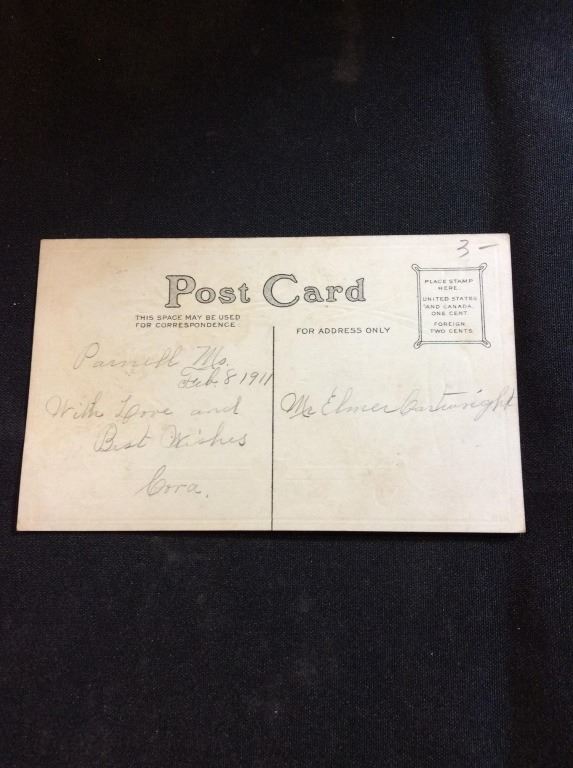 3-
Post Card
THIS SPACE MAY BE USED
FOR CORRESPONDENCE
FOR ADDRESS ONLY
PLACE STAMP
HERE.
UNITED STATES
AND CANADA,
ONE CENT
FOREIGN
TWO CENTS
Parnell Mo.
Feb. 8 1911
With Love and
Best Wishes
Cora.
Mr Elmer Cartwright